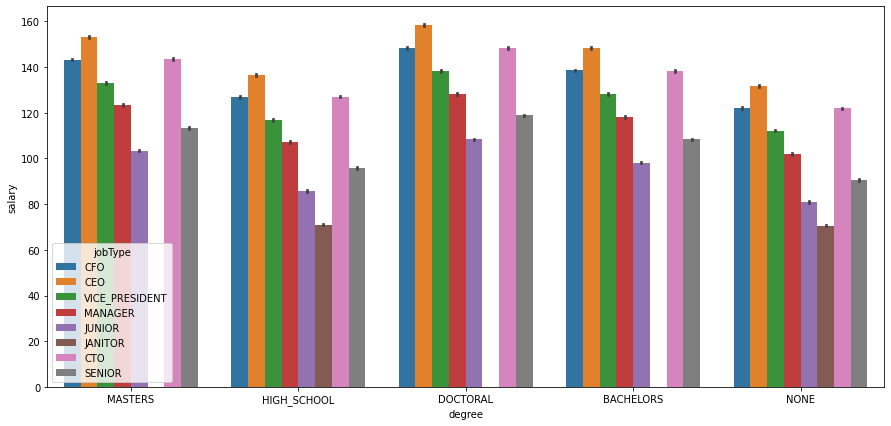 160
140
120
100
80
60
40
20
0
salary
jobType
CFO
CEO
VICE_PRESIDENT
MANAGER
JUNIOR
JANITOR
CTO
SENIOR
MASTERS HIGH_SCHOOL DOCTORAL BACHELORS NONE
degree